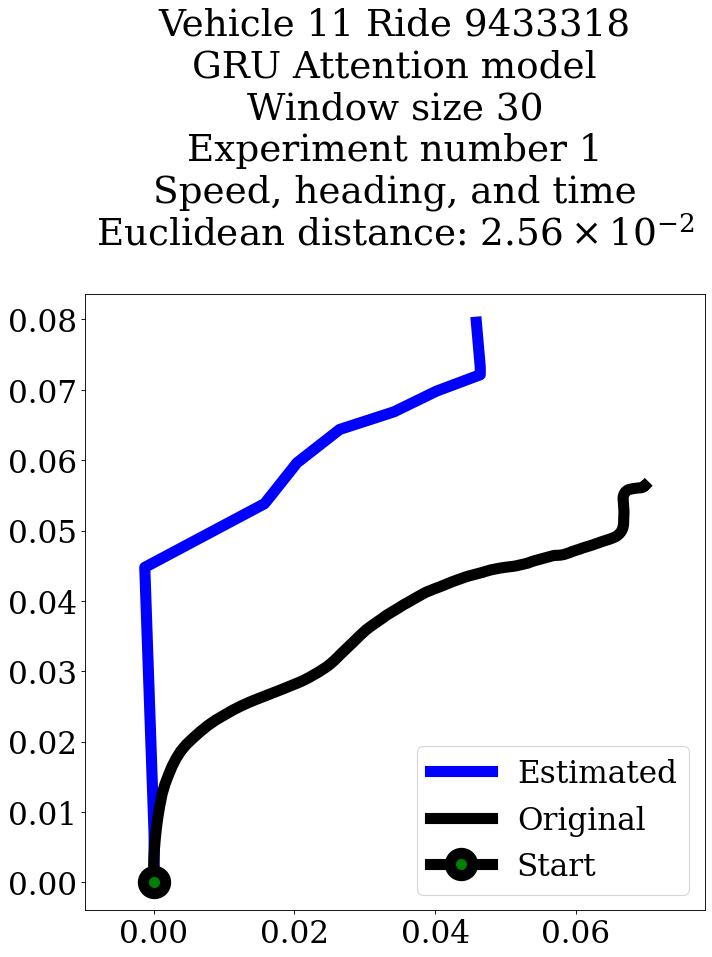 Vehicle 11 Ride 9433318
GRU Attention model
Window size 30
Experiment number 1
Speed, heading, and time
Euclidean distance: 2.56 × 10⁻²
0.08
0.07
0.06
0.05
0.04
0.03
0.02
0.01
0.00
Estimated
Original
Start
0.00 0.02 0.04 0.06